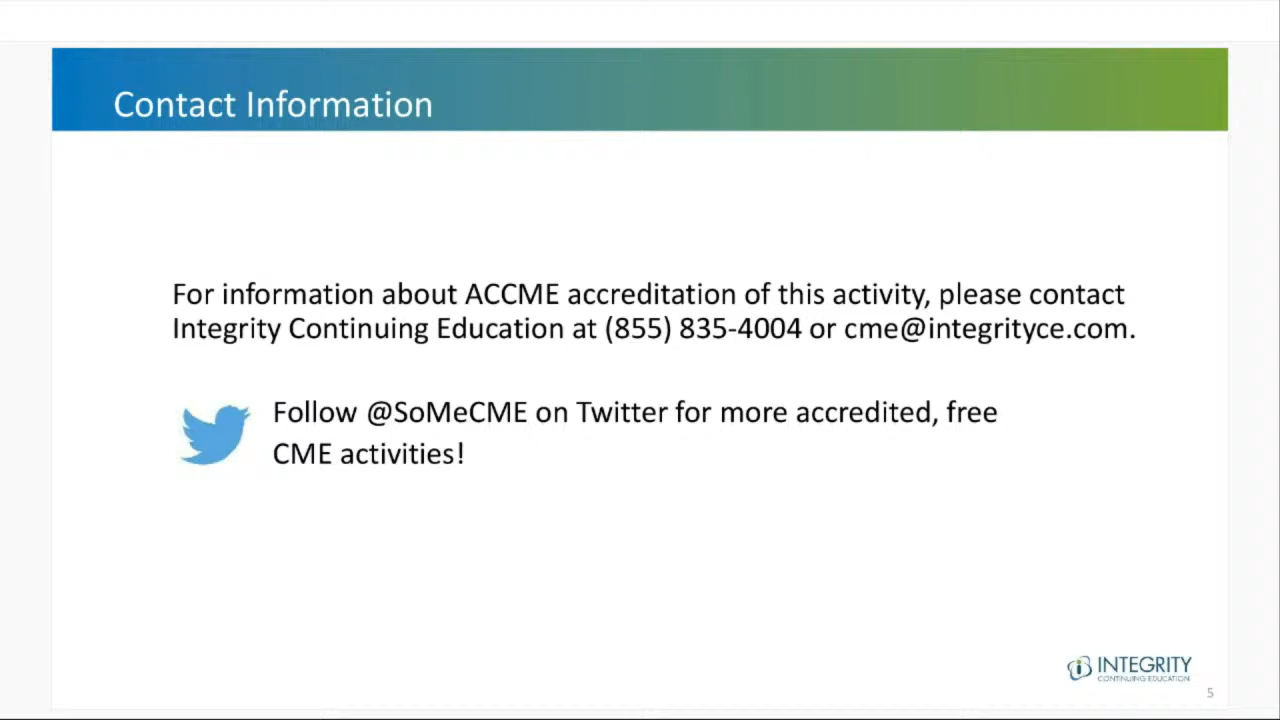 Contact Information
For information about ACCME accreditation of this activity, please contact
Integrity Continuing Education at (855) 835-4004 or cme@integrityce.com.
Follow @SoMeCME on Twitter for more accredited, free
CME activities!
INTEGRITY
CONTINUING EDUCATION
5